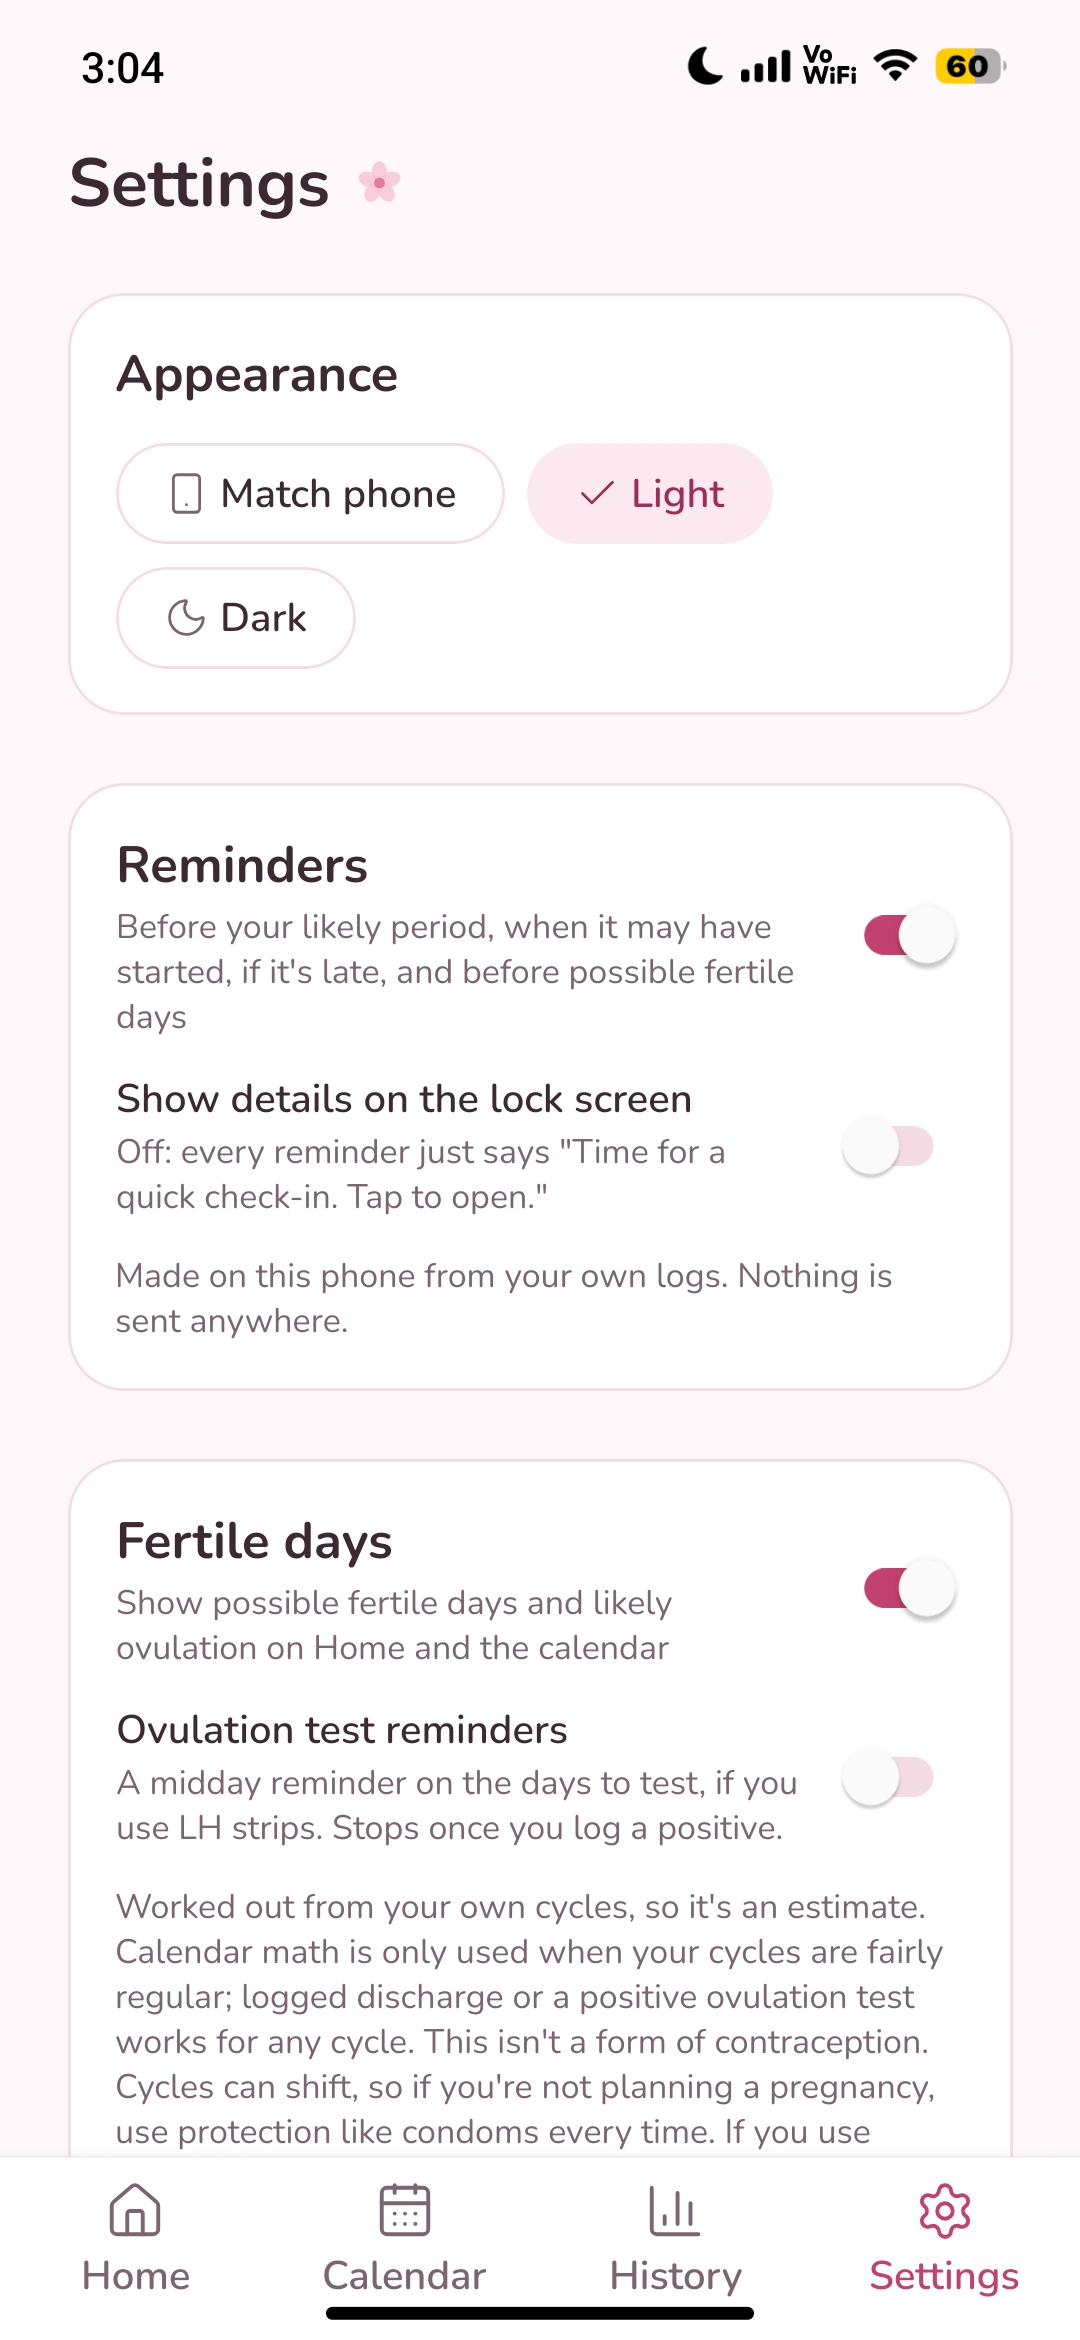 3:04
Vo
WiFi
60
Settings
Appearance
Match phone
Light
Dark
Reminders
Before your likely period, when it may have
started, if it's late, and before possible fertile
days
Show details on the lock screen
Off: every reminder just says "Time for a
quick check-in. Tap to open."
Made on this phone from your own logs. Nothing is
sent anywhere.
Fertile days
Show possible fertile days and likely
ovulation on Home and the calendar
Ovulation test reminders
A midday reminder on the days to test, if you
use LH strips. Stops once you log a positive.
Worked out from your own cycles, so it's an estimate.
Calendar math is only used when your cycles are fairly
regular; logged discharge or a positive ovulation test
works for any cycle. This isn't a form of contraception.
Cycles can shift, so if you're not planning a pregnancy,
use protection like condoms every time. If you use
Home
Calendar
History
Settings